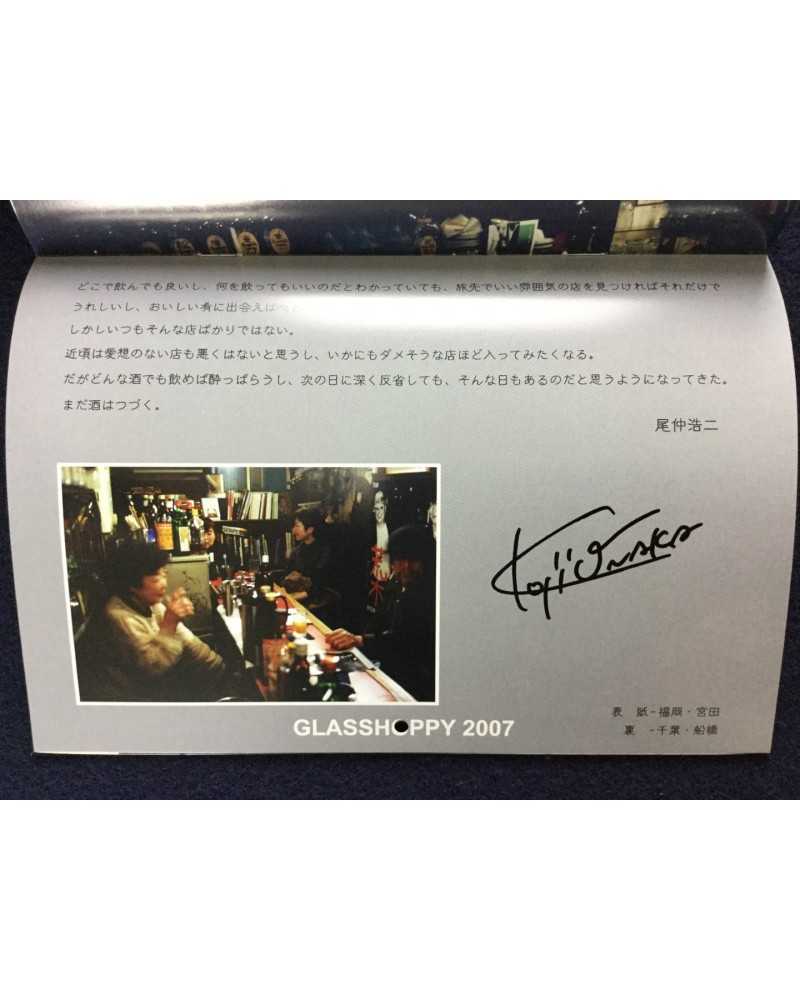 どこで飲んでも良いし、何を飲ってもいいのだとわかっていても、旅先でいい雰囲気の店を見つければそれだけで
うれしいし、おいしい肴に出会えば
しかしいつもそんな店ばかりではない。
近頃は愛想のない店も悪くはないと思うし、いかにもダメそうな店ほど入ってみたくなる。
だがどんな酒でも飲めば酔っぱらうし、次の日に深く反省しても、そんな日もあるのだと思うようになってきた。
まだ酒はつづく。
尾仲浩二
Koji ONAKA
GLASSHOPPY 2007
表 紙-福岡・宮田
裏 -千葉・船橋